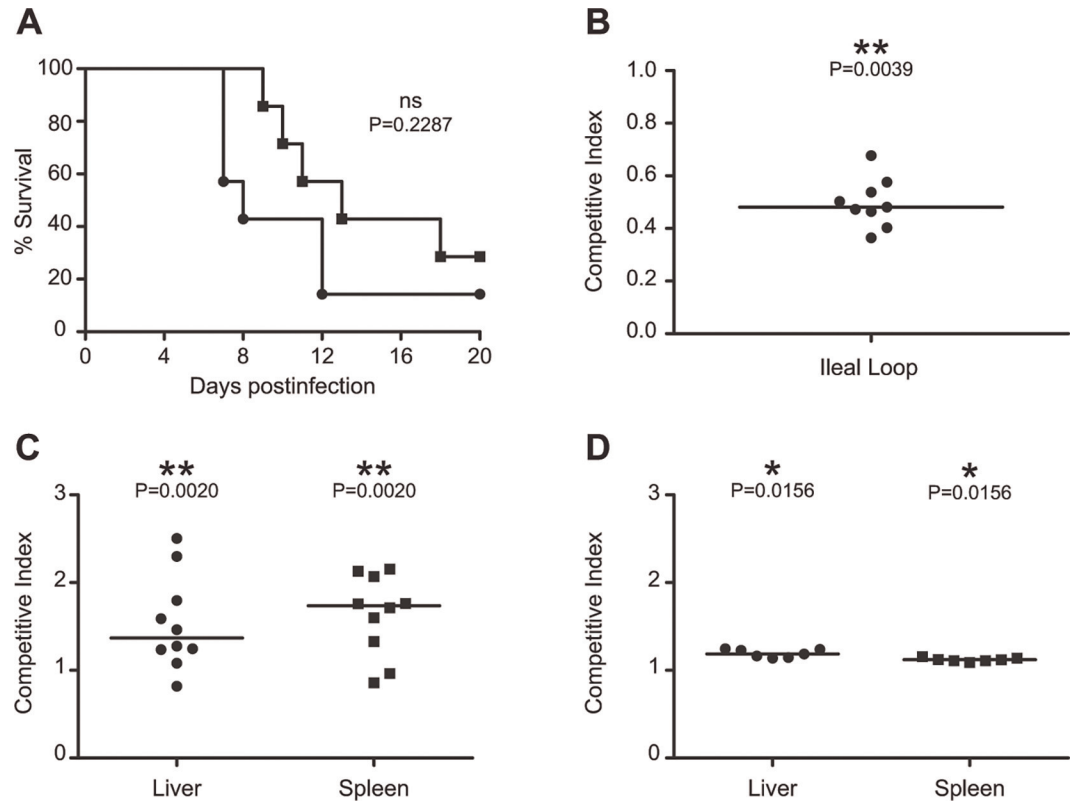 A
100
80
60
40
20
0
% Survival
ns
P=0.2287
0 4 8 12 16 20
Days postinfection
B
**
P=0.0039
1.0
0.8
0.6
0.4
0.2
0.0
Competitive Index
Ileal Loop
C
** **
P=0.0020 P=0.0020
3
2
1
0
Competitive Index
Liver Spleen
D
* *
P=0.0156 P=0.0156
3
2
1
0
Competitive Index
Liver Spleen